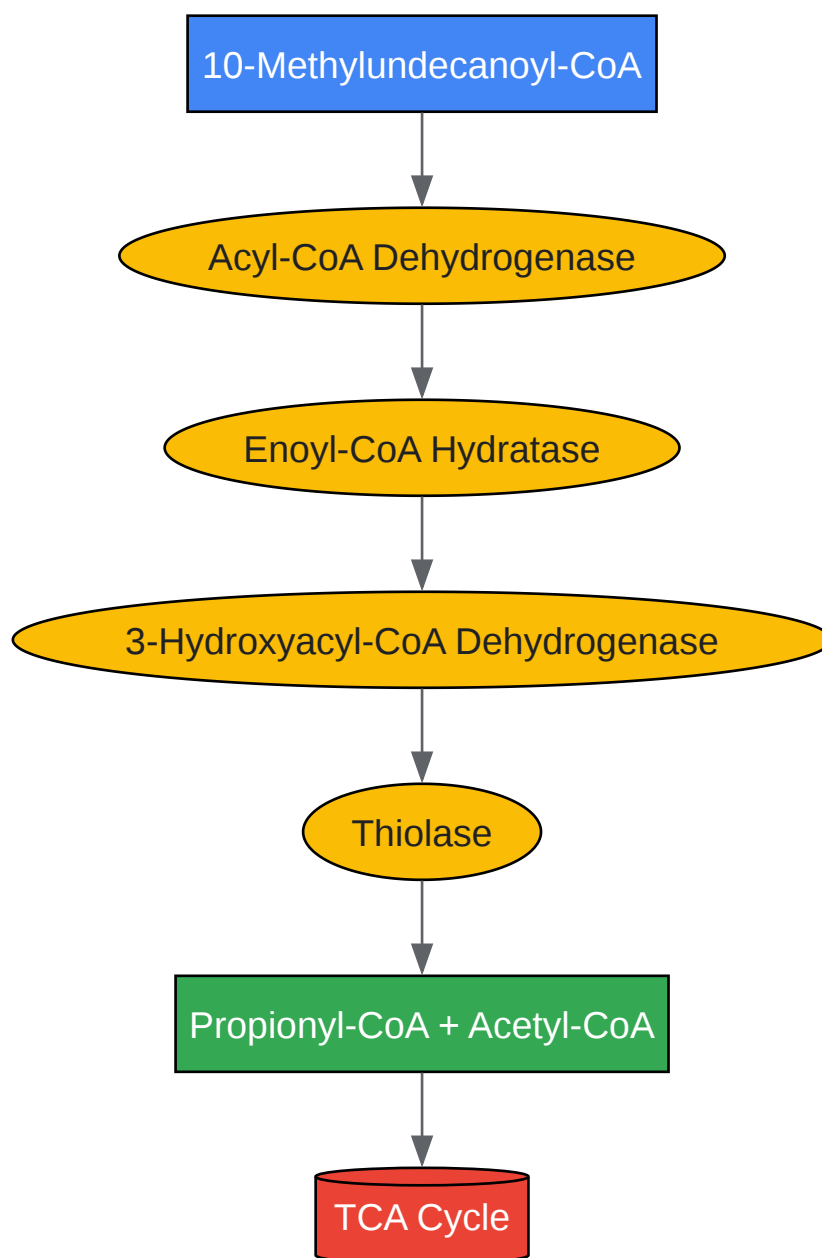 10-Methylundecanoyl-CoA
Acyl-CoA Dehydrogenase
Enoyl-CoA Hydratase
3-Hydroxyacyl-CoA Dehydrogenase
Thiolase
Propionyl-CoA + Acetyl-CoA
TCA Cycle